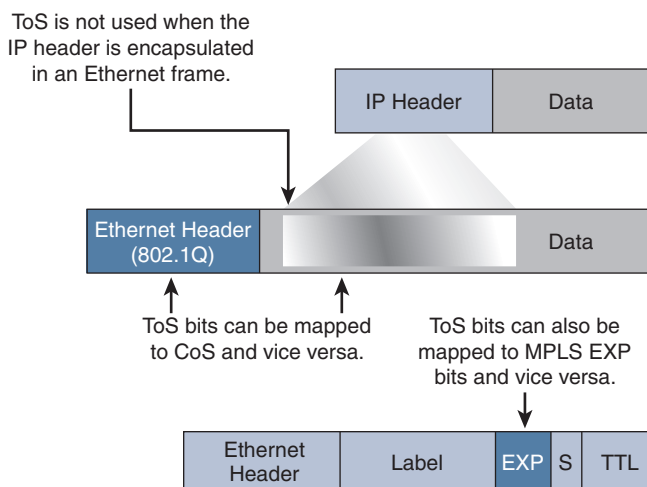 ToS is not used when the
IP header is encapsulated
in an Ethernet frame.
IP Header
Data
Ethernet Header
(802.1Q)
Data
ToS bits can be mapped
to CoS and vice versa.
ToS bits can also be
mapped to MPLS EXP
bits and vice versa.
Ethernet
Header
Label
EXP
S
TTL